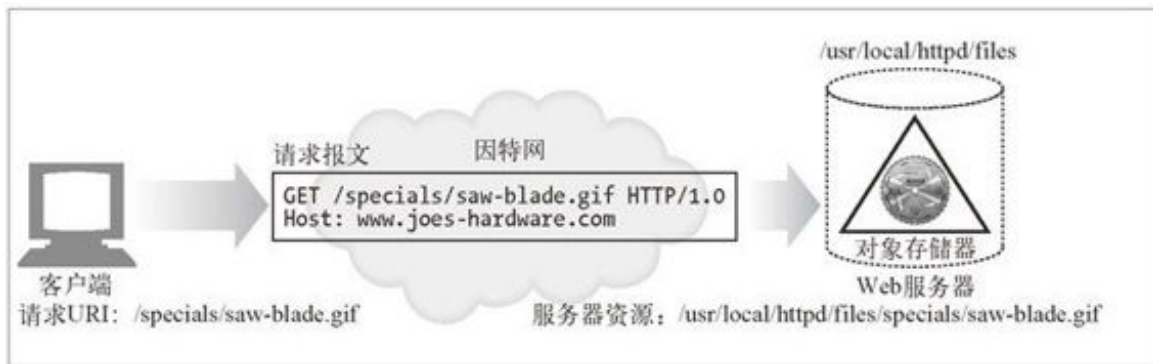 /usr/local/httpd/files
请求报文
因特网
GET /specials/saw-blade.gif HTTP/1.0
Host: www.joes-hardware.com
对象存储器
客户端
Web服务器
请求URI: /specials/saw-blade.gif
服务器资源：/usr/local/httpd/files/specials/saw-blade.gif